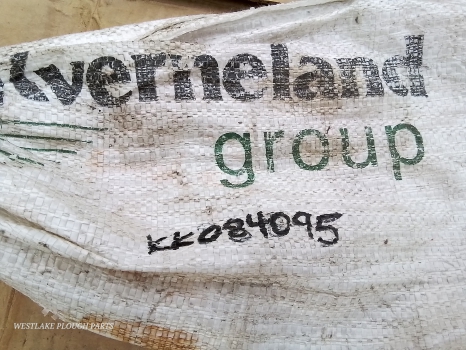 Kverneland
group
KK084095
WESTLAKE PLOUGH PARTS